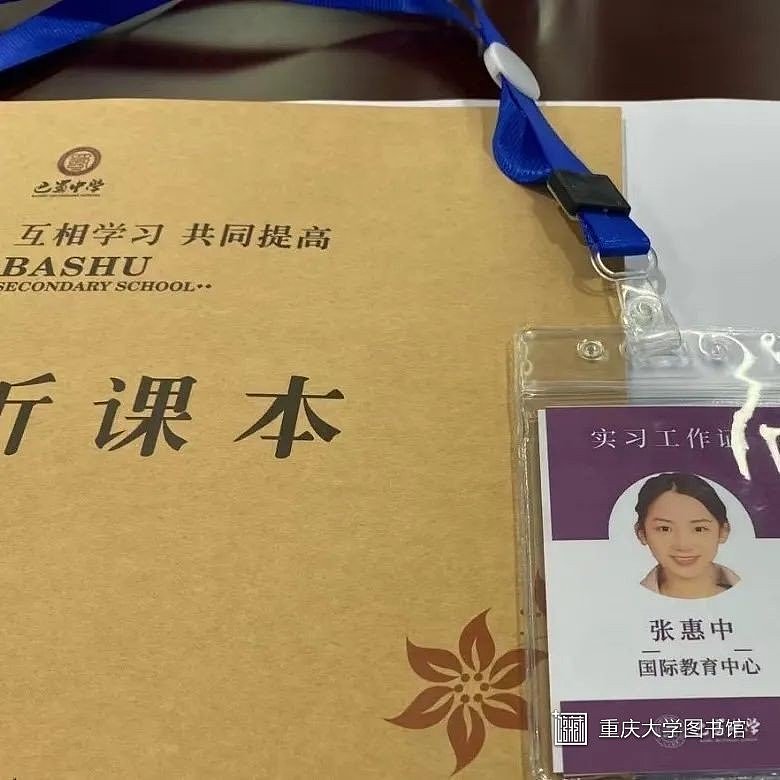 巴蜀中学
互相学习 共同提高
BASHU
SECONDARY SCHOOL
听课本
实习工作证
张惠中
国际教育中心
重庆大学图书馆